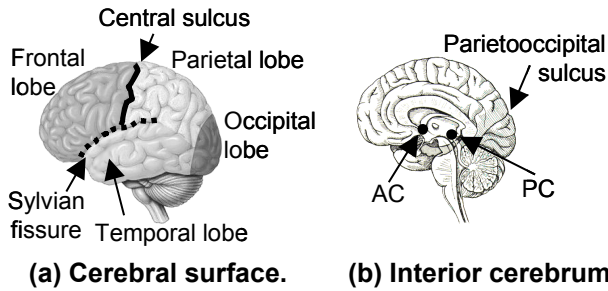 Central sulcus
Frontal
lobe
Parietal lobe
Occipital
lobe
Sylvian
fissure
Temporal lobe
(a) Cerebral surface.
Parietooccipital
sulcus
AC
PC
(b) Interior cerebrum